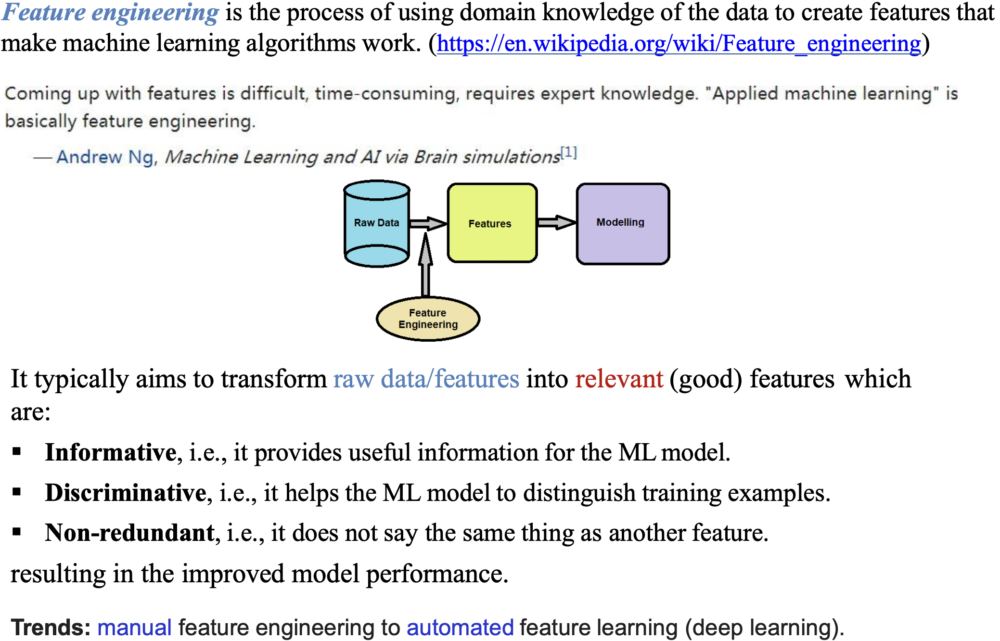 Feature engineering is the process of using domain knowledge of the data to create features that
make machine learning algorithms work. (https://en.wikipedia.org/wiki/Feature_engineering)
Coming up with features is difficult, time-consuming, requires expert knowledge. "Applied machine learning" is
basically feature engineering.
— Andrew Ng, Machine Learning and AI via Brain simulations[1]
Raw Data
Features
Modelling
Feature
Engineering
It typically aims to transform raw data/features into relevant (good) features which
are:
▪ Informative, i.e., it provides useful information for the ML model.
▪ Discriminative, i.e., it helps the ML model to distinguish training examples.
▪ Non-redundant, i.e., it does not say the same thing as another feature.
resulting in the improved model performance.
Trends: manual feature engineering to automated feature learning (deep learning).